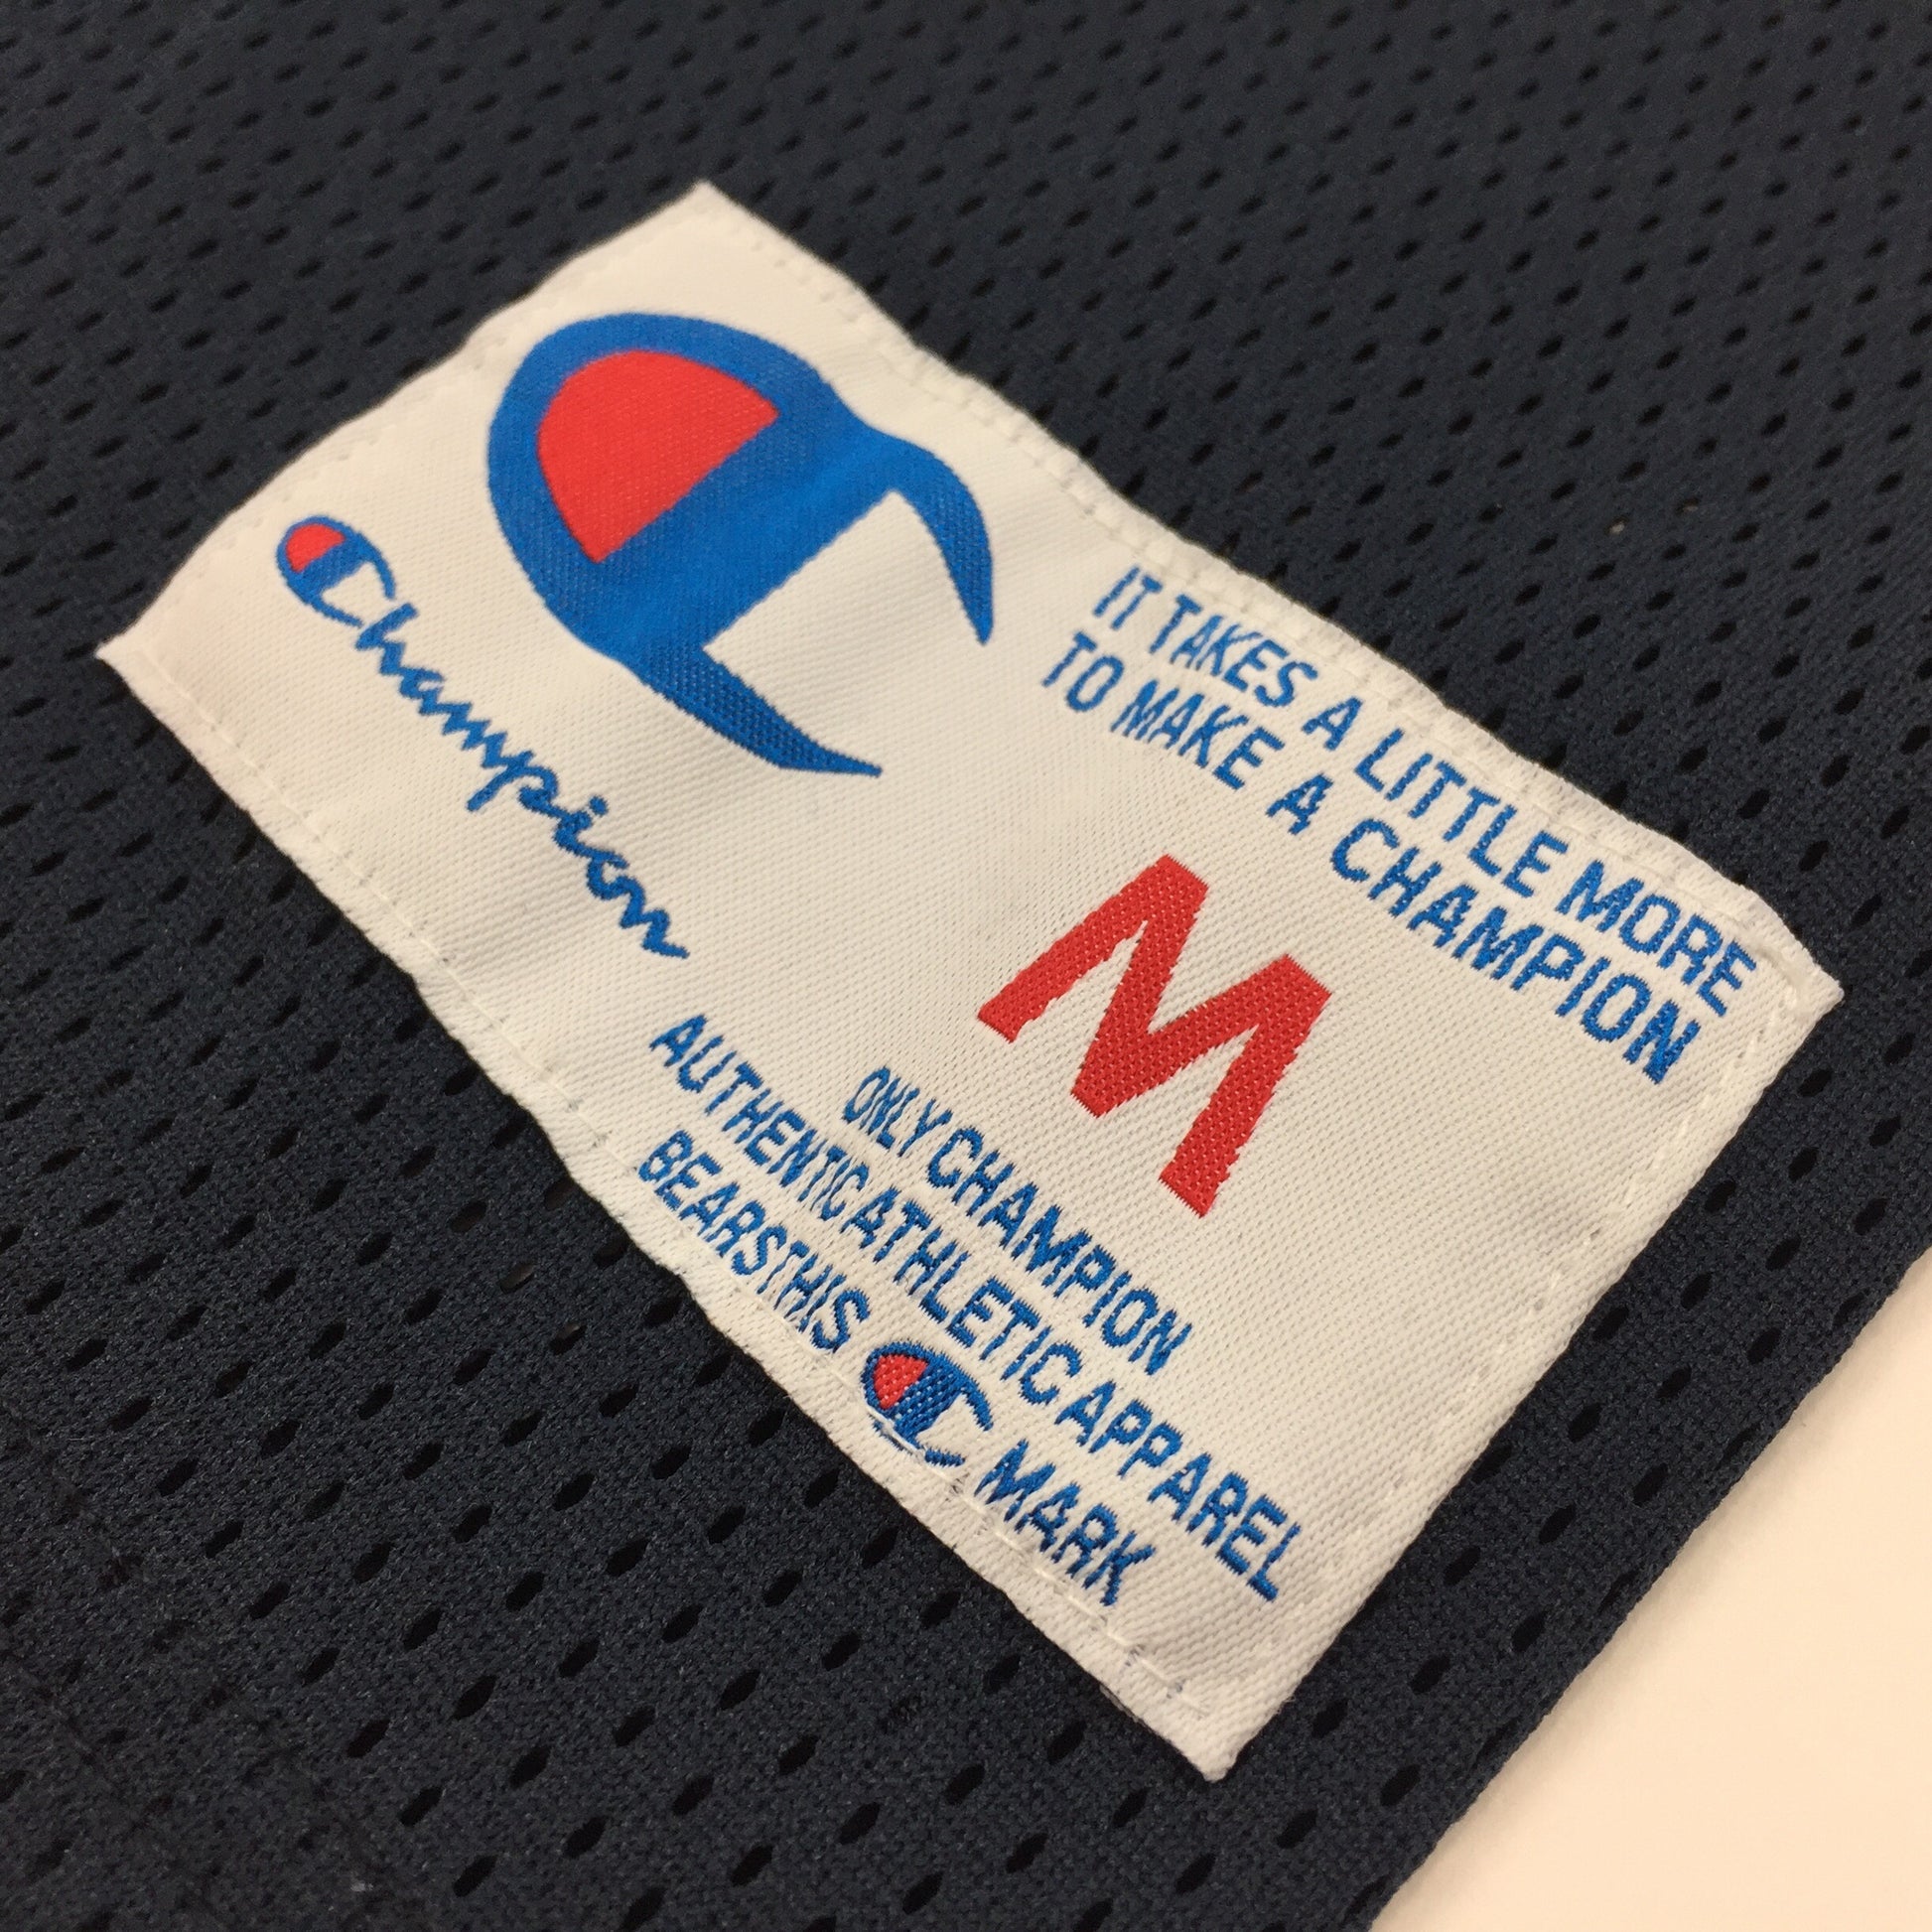 Champion
IT TAKES A LITTLE MORE
TO MAKE A CHAMPION
M
ONLY CHAMPION
AUTHENTIC ATHLETIC APPAREL
BEARS THIS C MARK